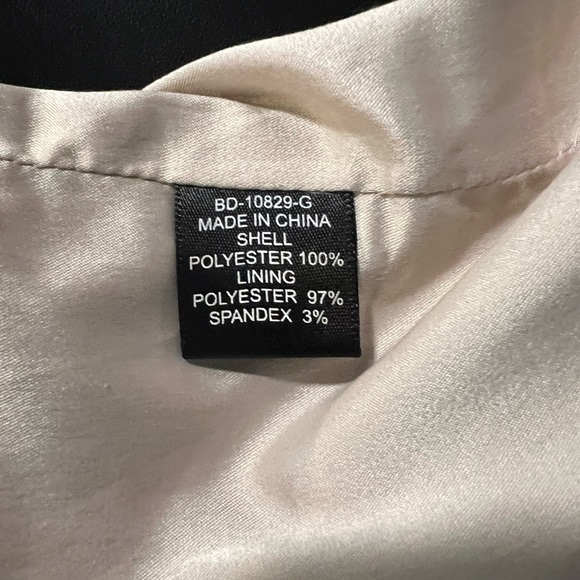 BD-10829-G
MADE IN CHINA
SHELL
POLYESTER 100%
LINING
POLYESTER 97%
SPANDEX 3%